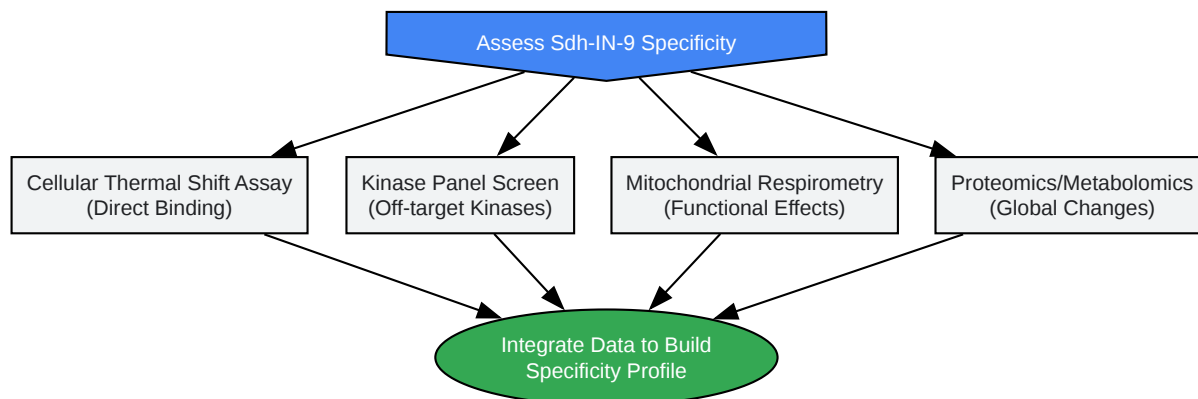 Assess Sdh-IN-9 Specificity
Cellular Thermal Shift Assay
(Direct Binding)
Kinase Panel Screen
(Off-target Kinases)
Mitochondrial Respirometry
(Functional Effects)
Proteomics/Metabolomics
(Global Changes)
Integrate Data to Build
Specificity Profile